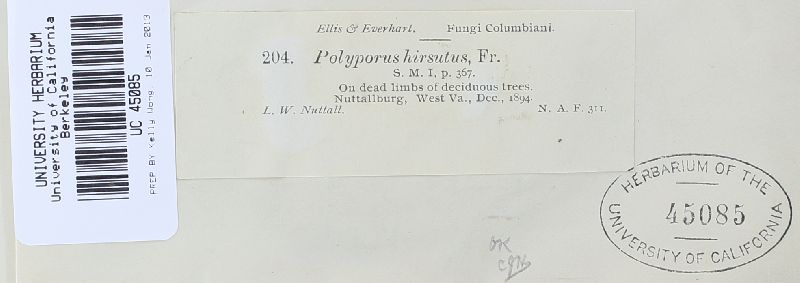 UNIVERSITY HERBARIUM
University of California
Berkeley
UC 45085
PREP BY Kelly Wong 10 Jan 2013
Ellis & Everhart. Fungi Columbiani.
204. Polyporus hirsutus, Fr.
S. M. I, p. 367.
On dead limbs of deciduous trees.
Nuttallburg, West Va., Dec., 1894.
L. W. Nuttall. N. A. F. 311.
HERBARIUM OF THE
45085
UNIVERSITY OF CALIFORNIA
OK